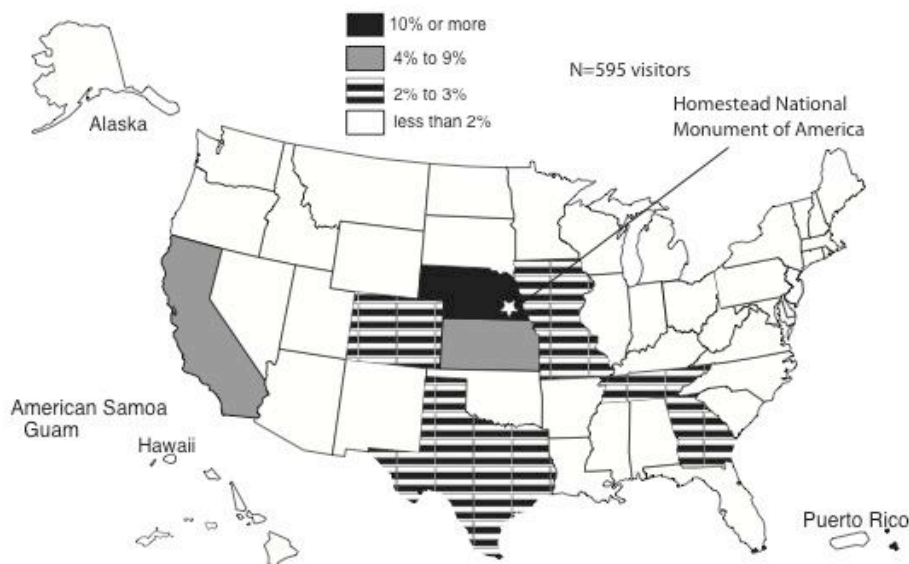 10% or more
4% to 9%
2% to 3%
less than 2%
N=595 visitors
Homestead National
Monument of America
Alaska
American Samoa
Guam
Hawaii
Puerto Rico